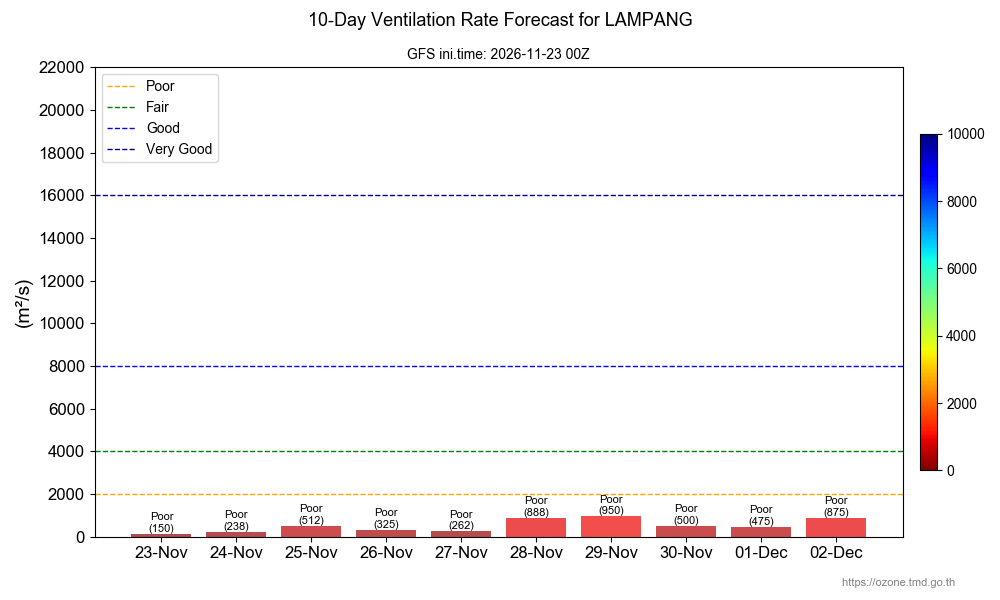 10-Day Ventilation Rate Forecast for LAMPANG
GFS ini.time: 2026-11-23 00Z
(m²/s)
22000
20000
18000
16000
14000
12000
10000
8000
6000
4000
2000
0
Poor
Fair
Good
Very Good
Poor
(150)
Poor
(238)
Poor
(512)
Poor
(325)
Poor
(262)
Poor
(888)
Poor
(950)
Poor
(500)
Poor
(475)
Poor
(875)
23-Nov
24-Nov
25-Nov
26-Nov
27-Nov
28-Nov
29-Nov
30-Nov
01-Dec
02-Dec
10000
8000
6000
4000
2000
0
https://ozone.tmd.go.th